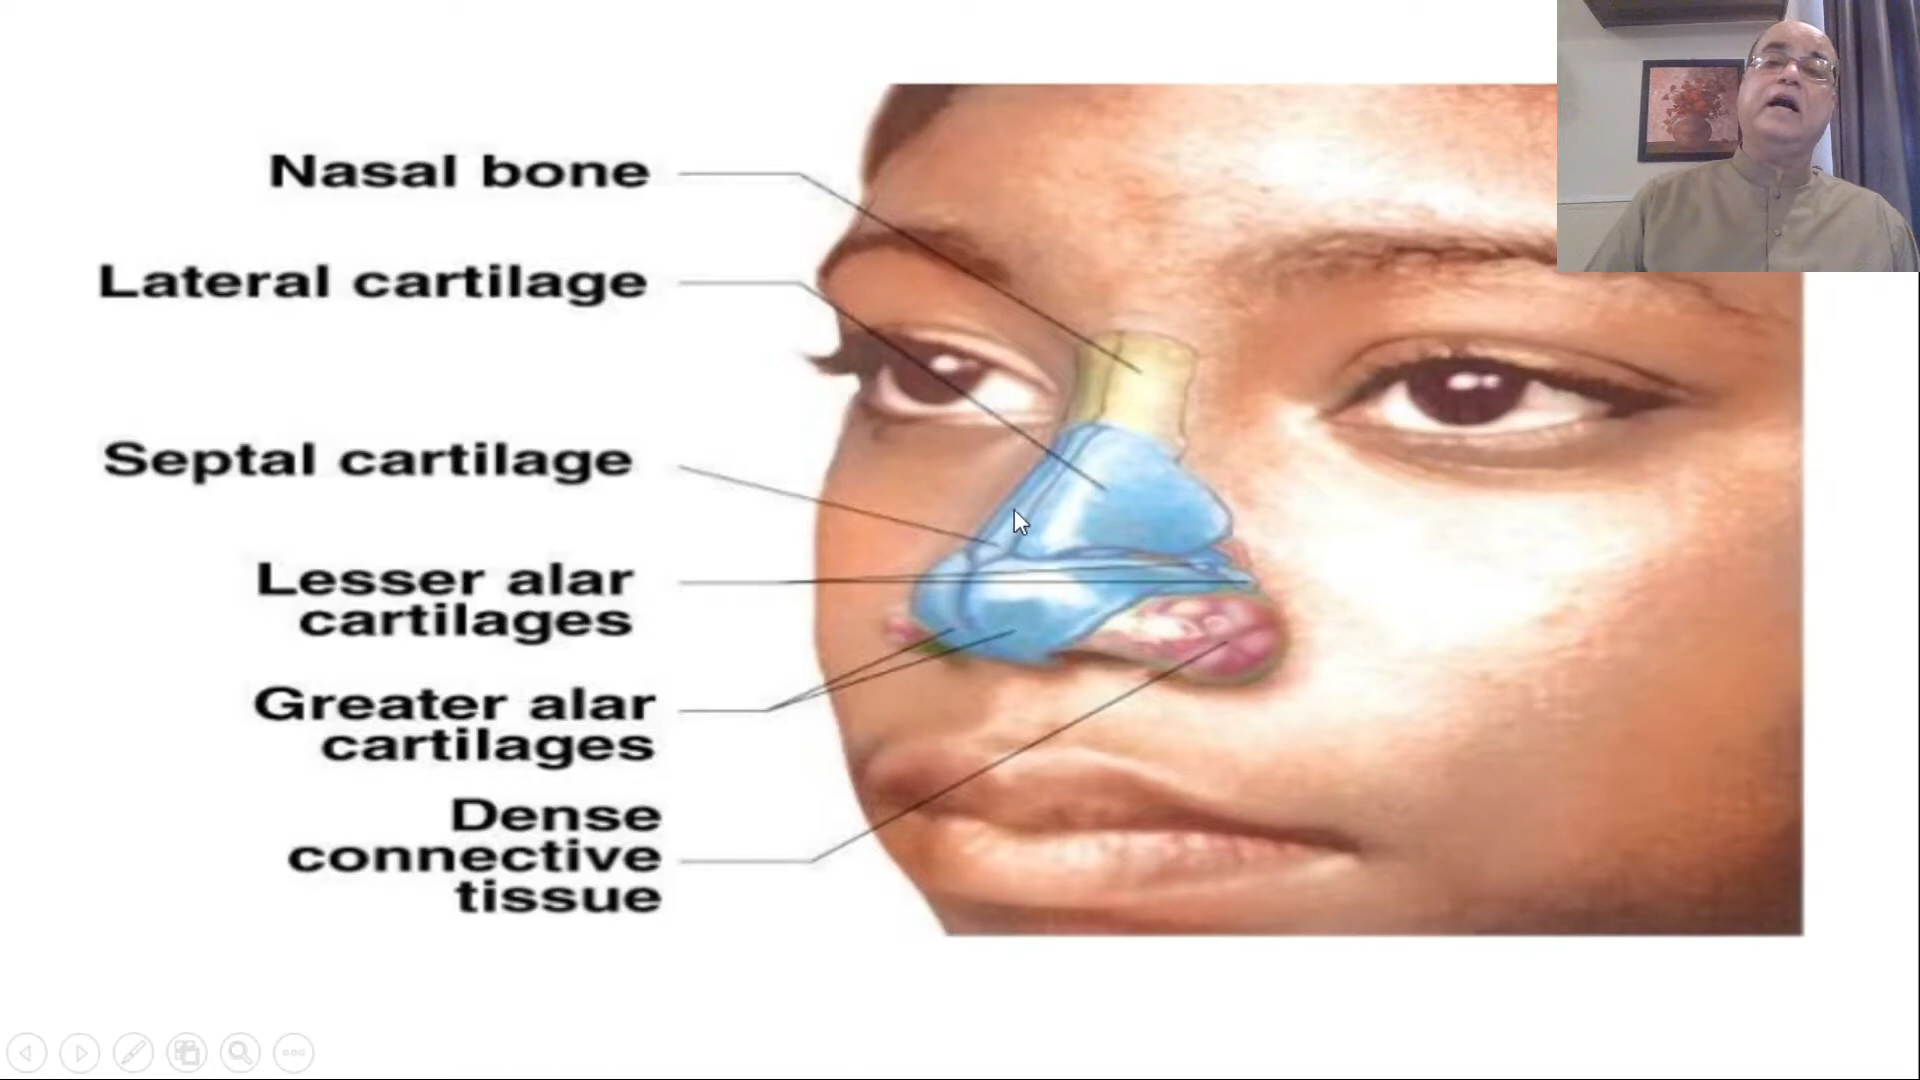 Nasal bone
Lateral cartilage
Septal cartilage
Lesser alar
cartilages
Greater alar
cartilages
Dense
connective
tissue